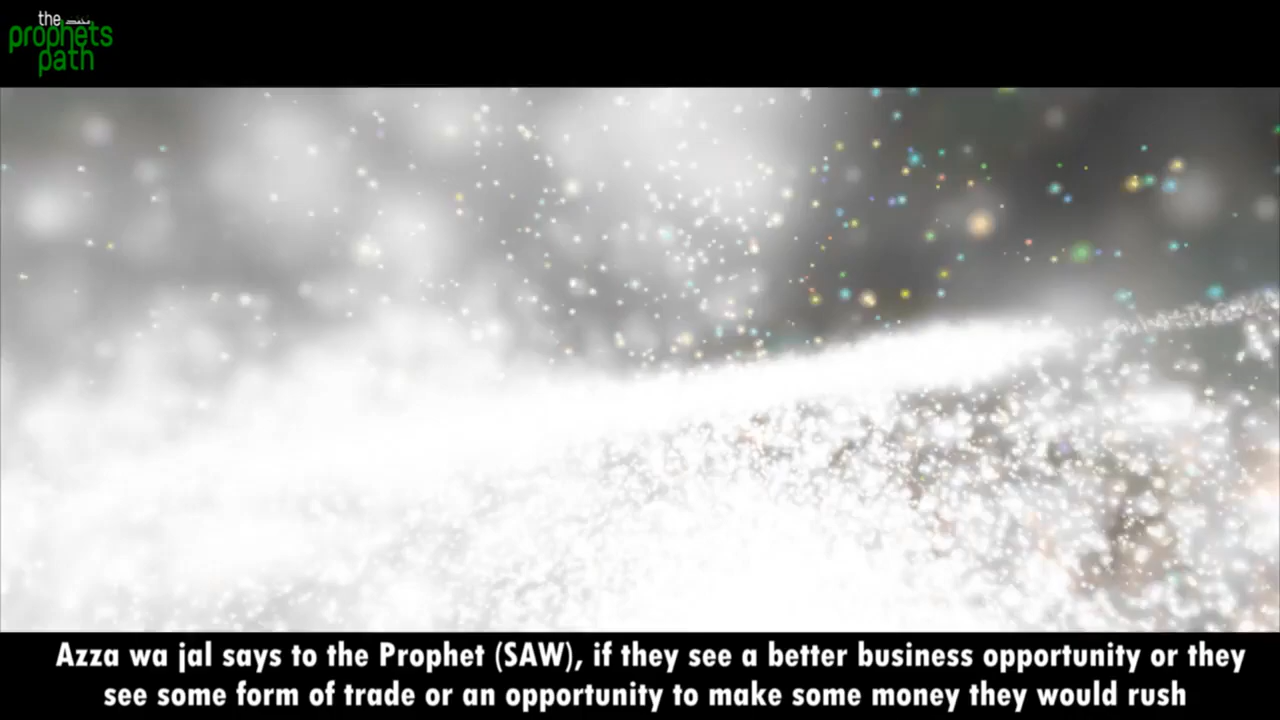 the محمد
prophets
path
Azza wa jal says to the Prophet (SAW), if they see a better business opportunity or they
see some form of trade or an opportunity to make some money they would rush